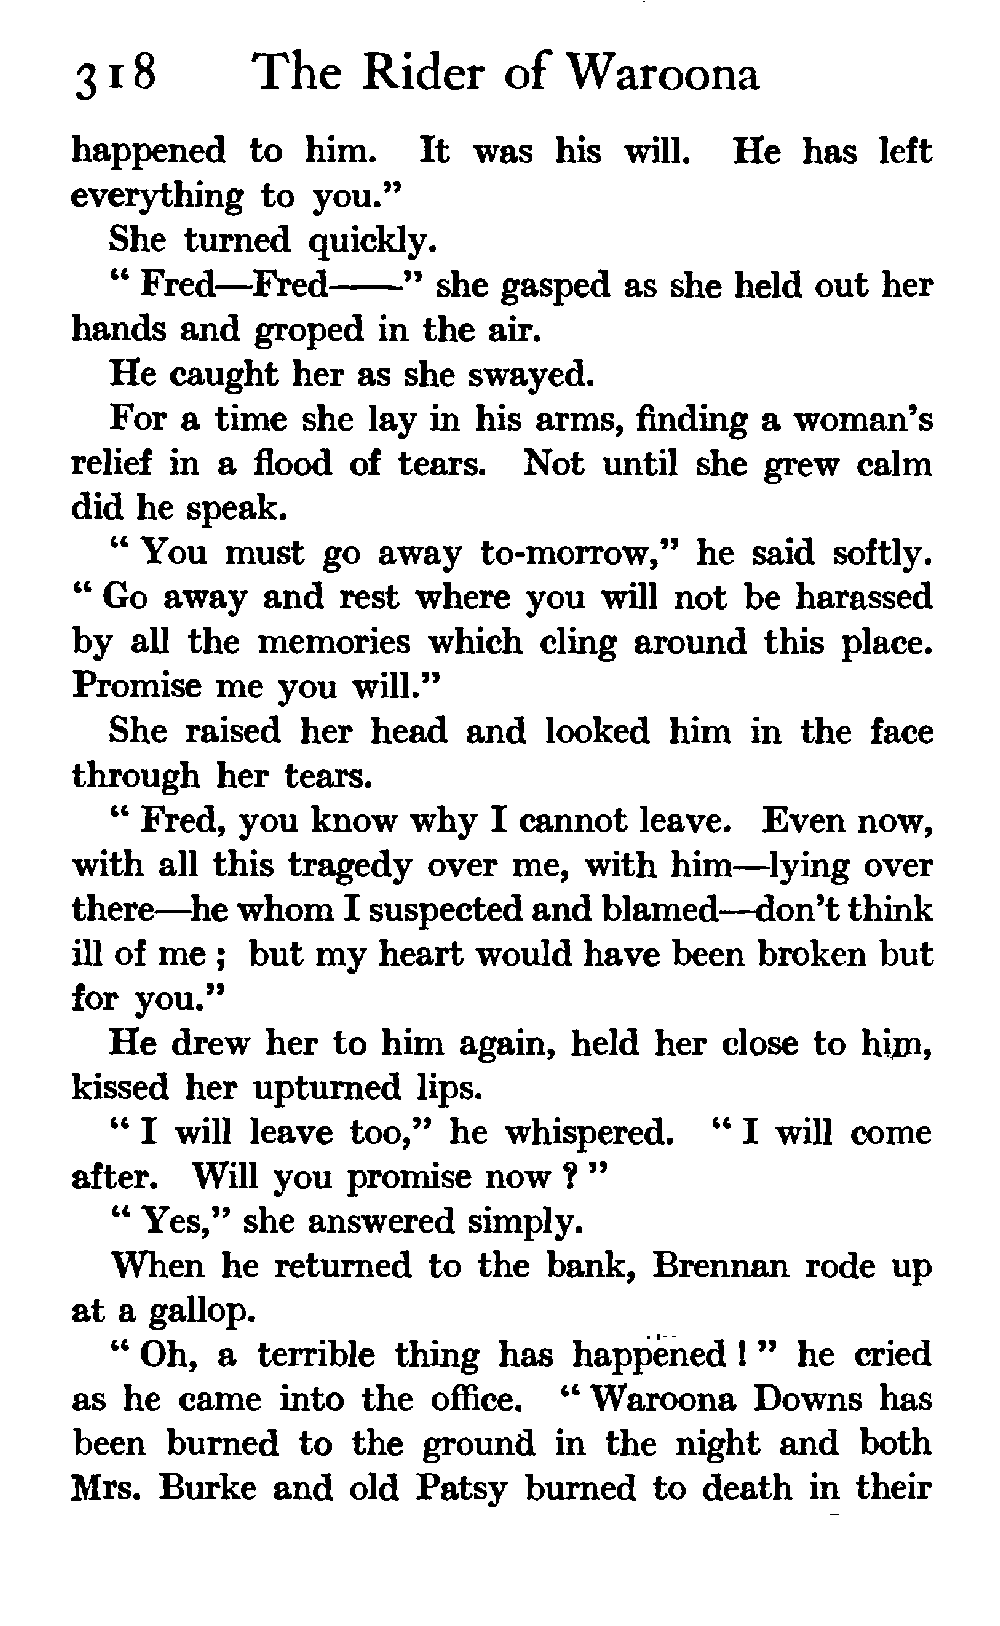 318 The Rider of Waroona
happened to him. It was his will. He has left
everything to you."
She turned quickly.
" Fred—Fred——" she gasped as she held out her
hands and groped in the air.
He caught her as she swayed.
For a time she lay in his arms, finding a woman's
relief in a flood of tears. Not until she grew calm
did he speak.
" You must go away to-morrow," he said softly.
" Go away and rest where you will not be harassed
by all the memories which cling around this place.
Promise me you will."
She raised her head and looked him in the face
through her tears.
" Fred, you know why I cannot leave. Even now,
with all this tragedy over me, with him—lying over
there—he whom I suspected and blamed—don't think
ill of me ; but my heart would have been broken but
for you."
He drew her to him again, held her close to him,
kissed her upturned lips.
" I will leave too," he whispered. " I will come
after. Will you promise now ? "
" Yes," she answered simply.
When he returned to the bank, Brennan rode up
at a gallop.
" Oh, a terrible thing has happened ! " he cried
as he came into the office. " Waroona Downs has
been burned to the ground in the night and both
Mrs. Burke and old Patsy burned to death in their